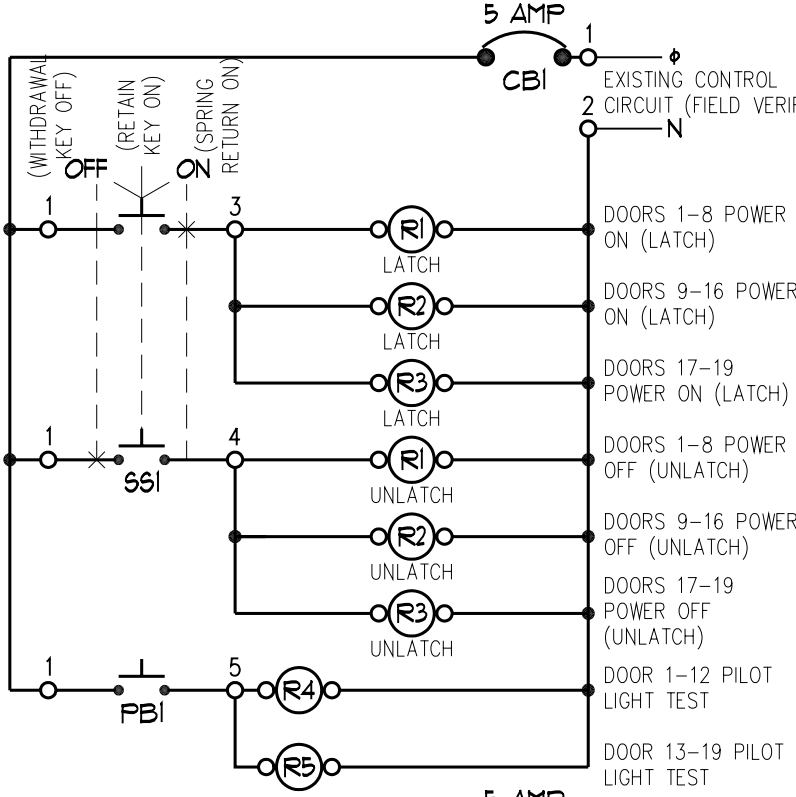 5 AMP
1
Φ
CB1
EXISTING CONTROL
CIRCUIT (FIELD
2
N
(WITHDRAWAL
KEY OFF)
(RETAIN
KEY ON)
(SPRING
RETURN ON)
OFF
ON
1
3
R1
LATCH
DOORS 1-8 POWER
ON (LATCH)
R2
LATCH
DOORS 9-16 POWER
ON (LATCH)
R3
LATCH
DOORS 17-19
POWER ON (LATCH)
1
SS1
4
R1
UNLATCH
DOORS 1-8 POWER
OFF (UNLATCH)
R2
UNLATCH
DOORS 9-16 POWER
OFF (UNLATCH)
R3
UNLATCH
DOORS 17-19
POWER OFF
(UNLATCH)
1
PB1
5
R4
DOOR 1-12 PILOT
LIGHT TEST
R5
DOOR 13-19 PILOT
LIGHT TEST
5 AMP